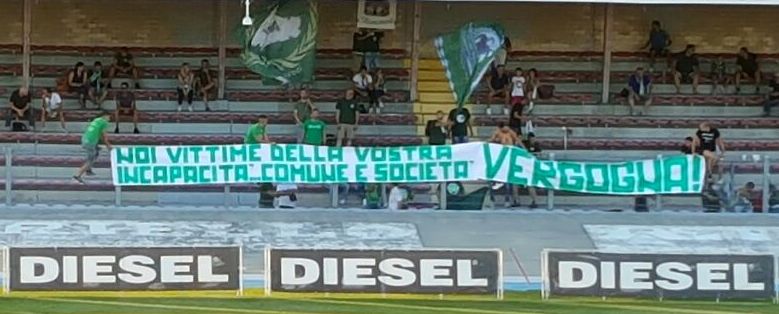 NOI VITTIME DELLA VOSTRA
INCAPACITA'...COMUNE E SOCIETA'
VERGOGNA!
DIESEL
DIESEL
DIESEL